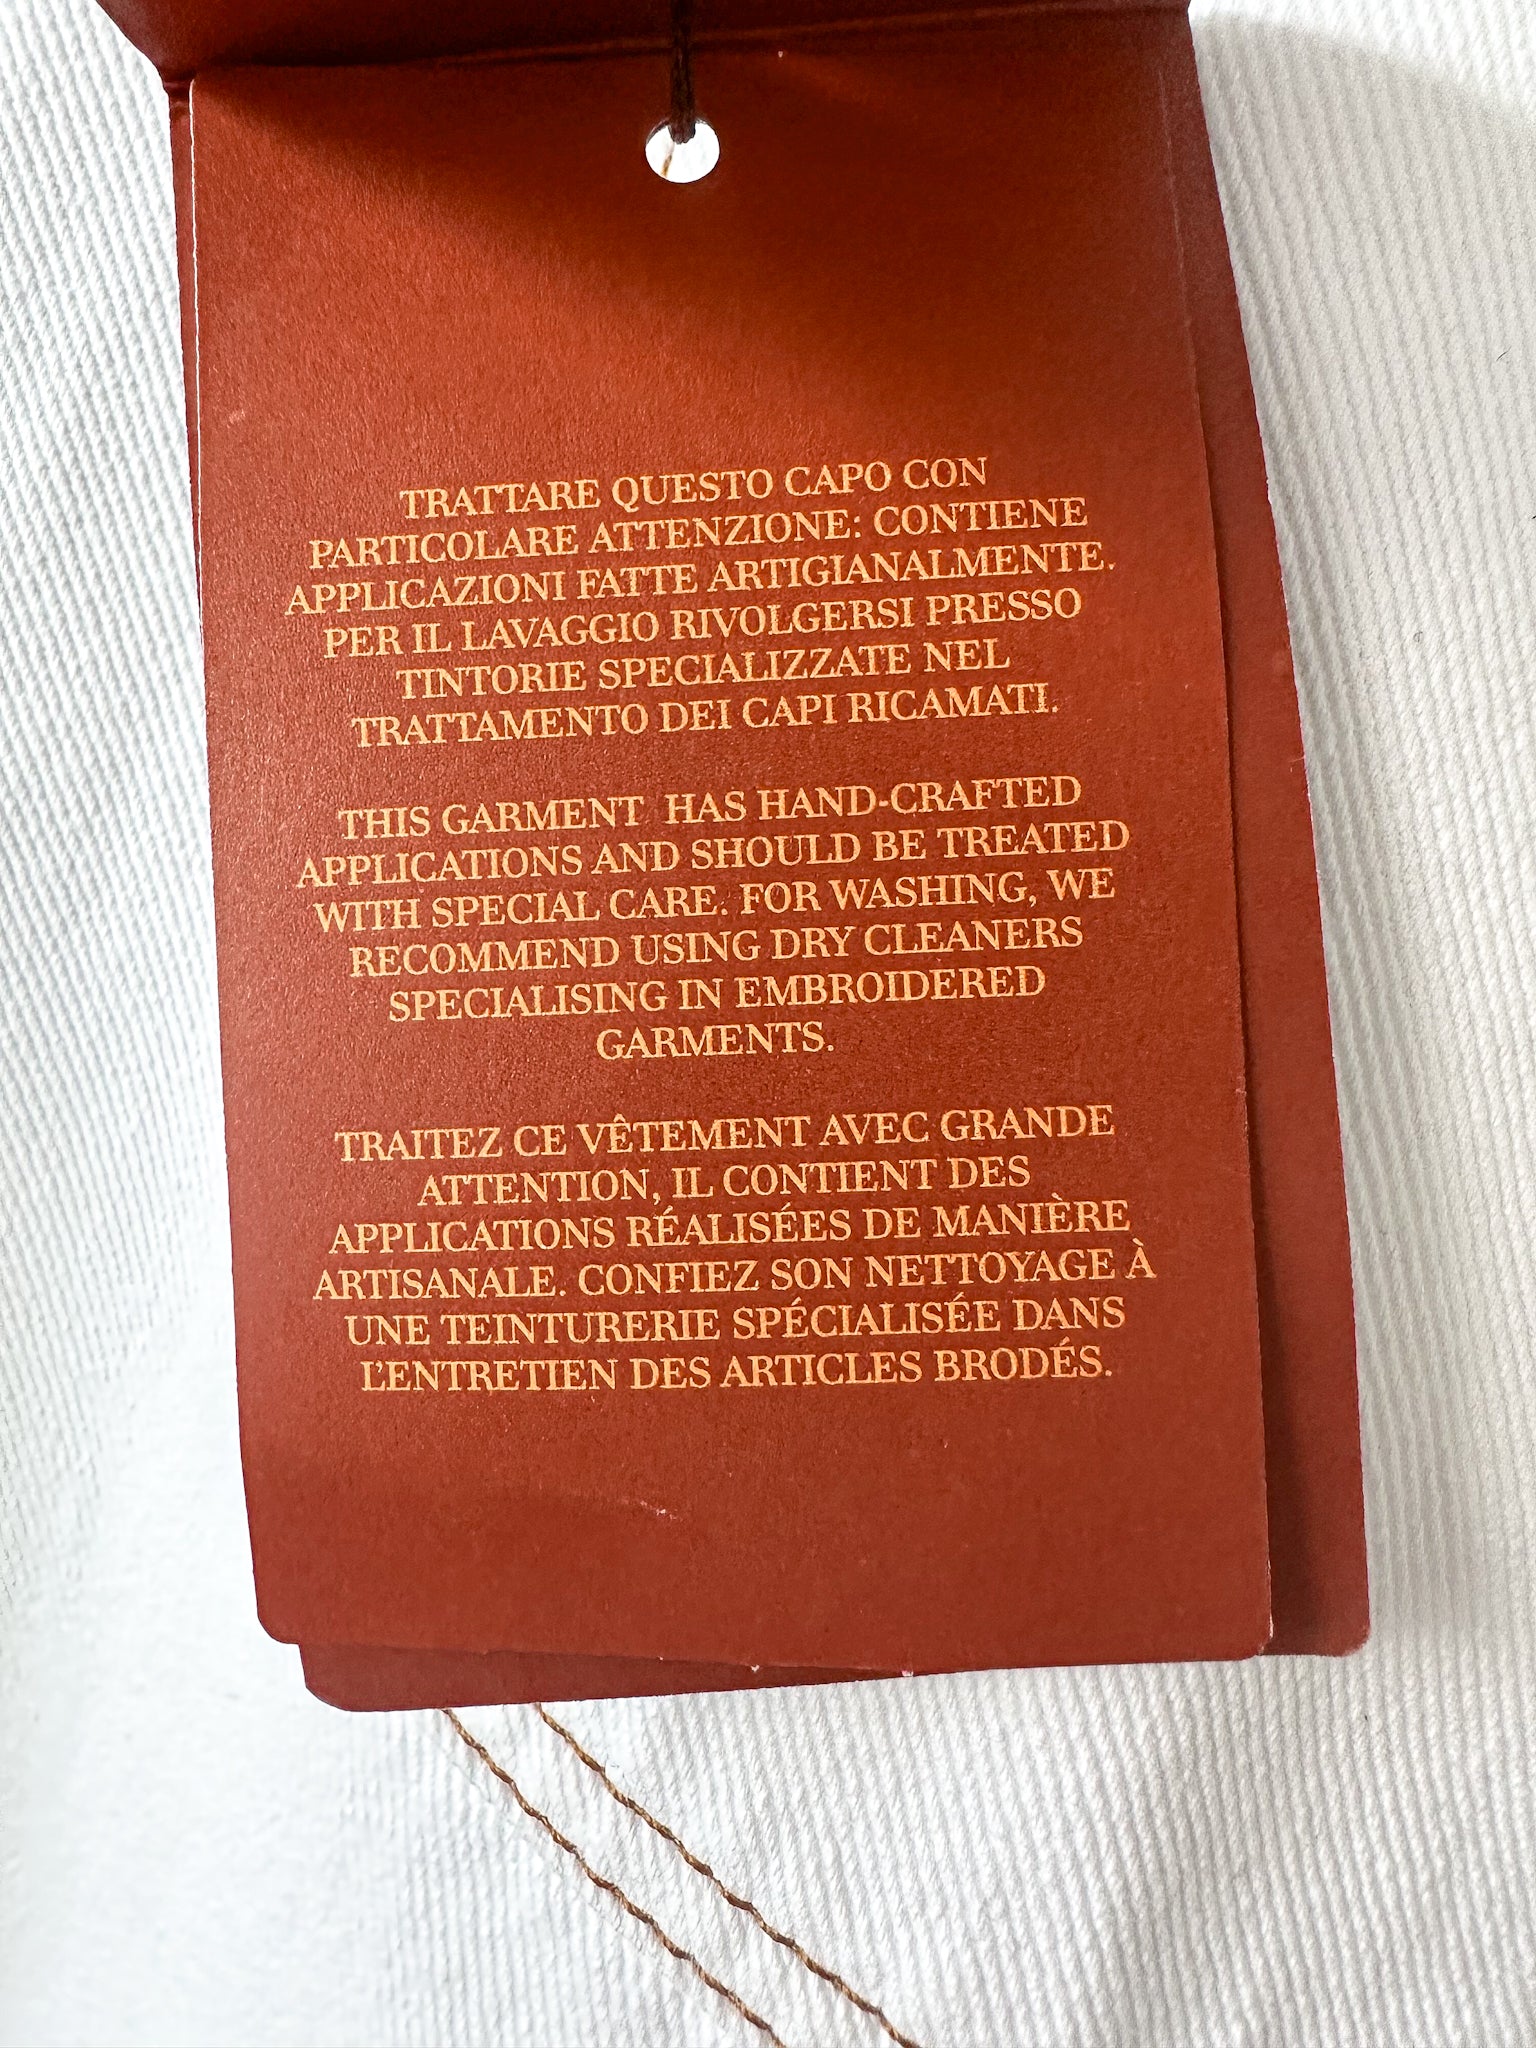 TRATTARE QUESTO CAPO CON
PARTICOLARE ATTENZIONE: CONTIENE
APPLICAZIONI FATTE ARTIGIANALMENTE.
PER IL LAVAGGIO RIVOLGERSI PRESSO
TINTORIE SPECIALIZZATE NEL
TRATTAMENTO DEI CAPI RICAMATI.
THIS GARMENT HAS HAND-CRAFTED
APPLICATIONS AND SHOULD BE TREATED
WITH SPECIAL CARE. FOR WASHING, WE
RECOMMEND USING DRY CLEANERS
SPECIALISING IN EMBROIDERED
GARMENTS.
TRAITEZ CE VÊTEMENT AVEC GRANDE
ATTENTION, IL CONTIENT DES
APPLICATIONS RÉALISÉES DE MANIÈRE
ARTISANALE. CONFIEZ SON NETTOYAGE À
UNE TEINTURERIE SPÉCIALISÉE DANS
L'ENTRETIEN DES ARTICLES BRODÉS.